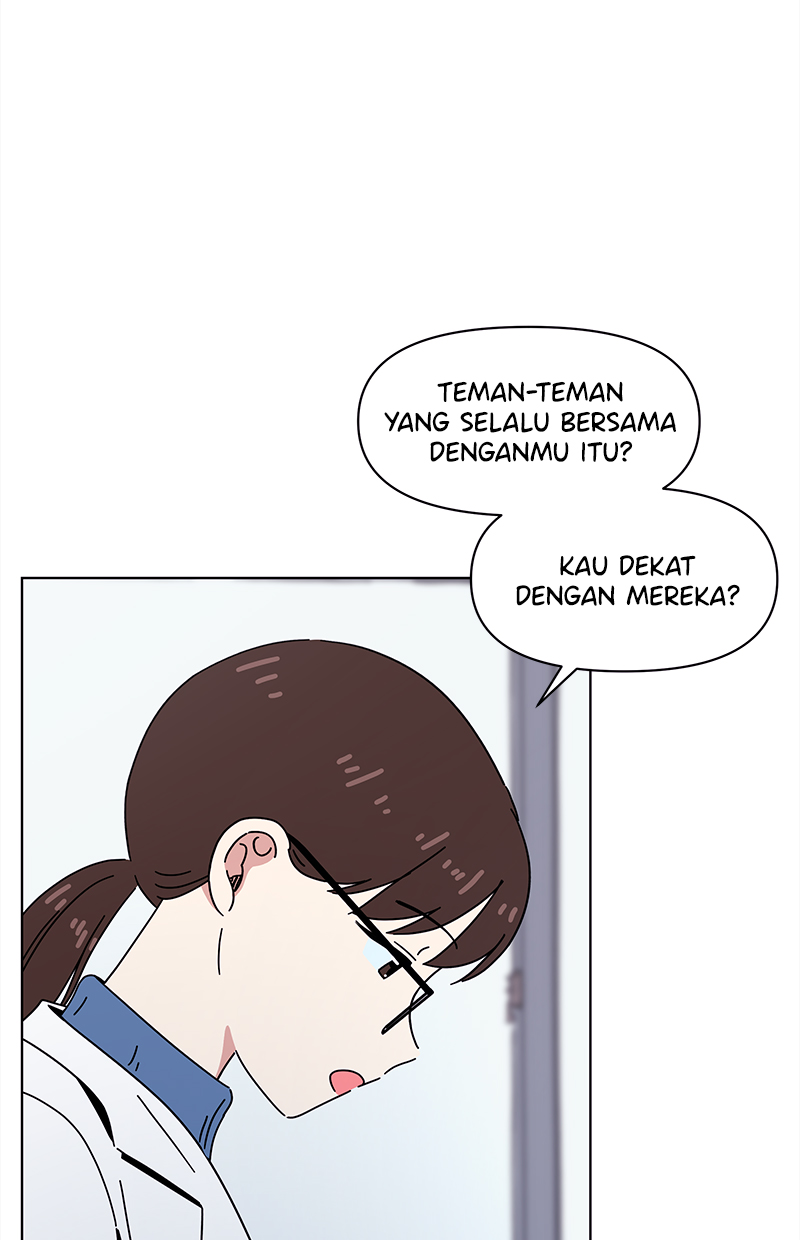 TEMAN-TEMAN
YANG SELALU BERSAMA
DENGANMU ITU?
KAU DEKAT
DENGAN MEREKA?